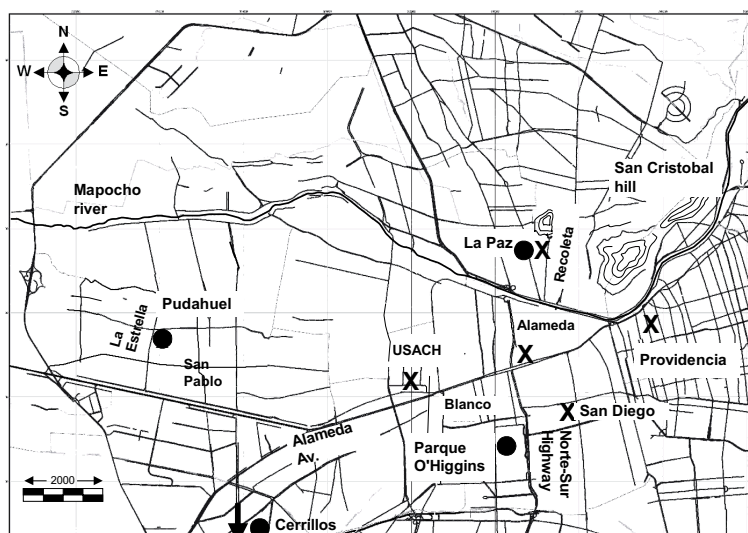 N
W E
S
San Cristobal
hill
Mapocho
river
La Paz
X
Recoleta
La
Estrella
Pudahuel
Alameda
X
X
USACH
X
San
Pablo
Providencia
Blanco
X San Diego
Alameda
Av.
Parque
O'Higgins
Norte-Sur
Highway
2000
Cerrillos